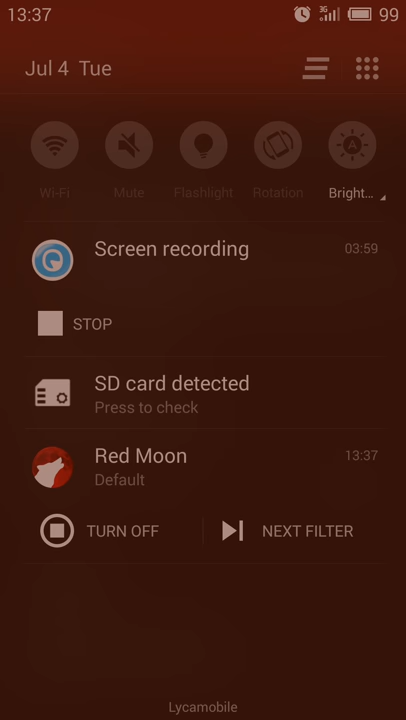 13:37 3G 99
Jul 4 Tue
A
Wi-Fi Mute Flashlight Rotation Bright...
Screen recording 03:59
STOP
SD card detected
Press to check
Red Moon 13:37
Default
TURN OFF NEXT FILTER
Lycamobile